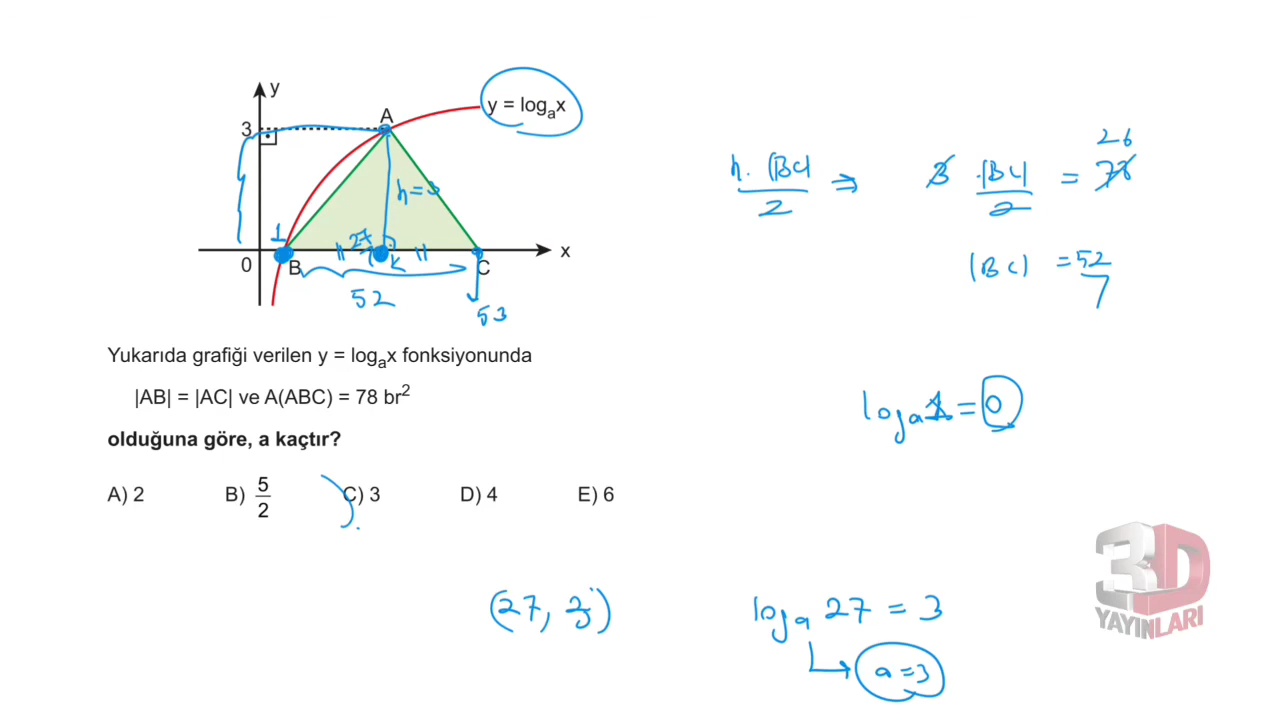 y
3
A
y = logₐx
h=3
1
27
0
B
K
C
x
52
53
h. |BC|
2
⇒
3 . |BC|
2
= 78
26
|BC| = 52
Yukarıda grafiği verilen y = logₐx fonksiyonunda
|AB| = |AC| ve A(ABC) = 78 br²
olduğuna göre, a kaçtır?
A) 2 B) 5/2 C) 3 D) 4 E) 6
logₐ1 = 0
(27, 3)
logₐ27 = 3
a=3
3D
YAYINLARI